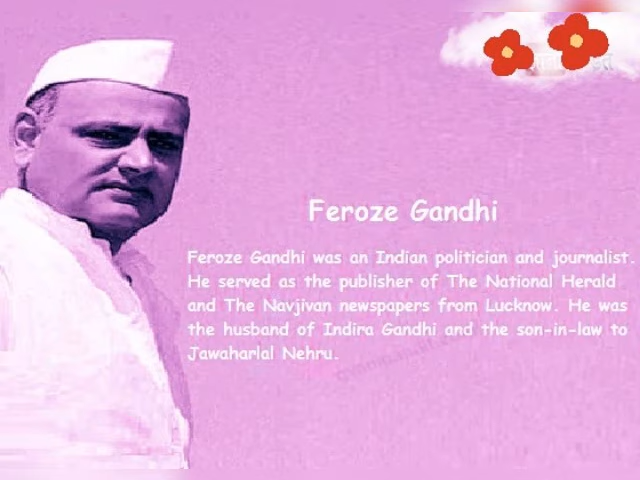 Feroze Gandhi
Feroze Gandhi was an Indian politician and journalist.
He served as the publisher of The National Herald
and The Navjivan newspapers from Lucknow. He was
the husband of Indira Gandhi and the son-in-law to
Jawaharlal Nehru.